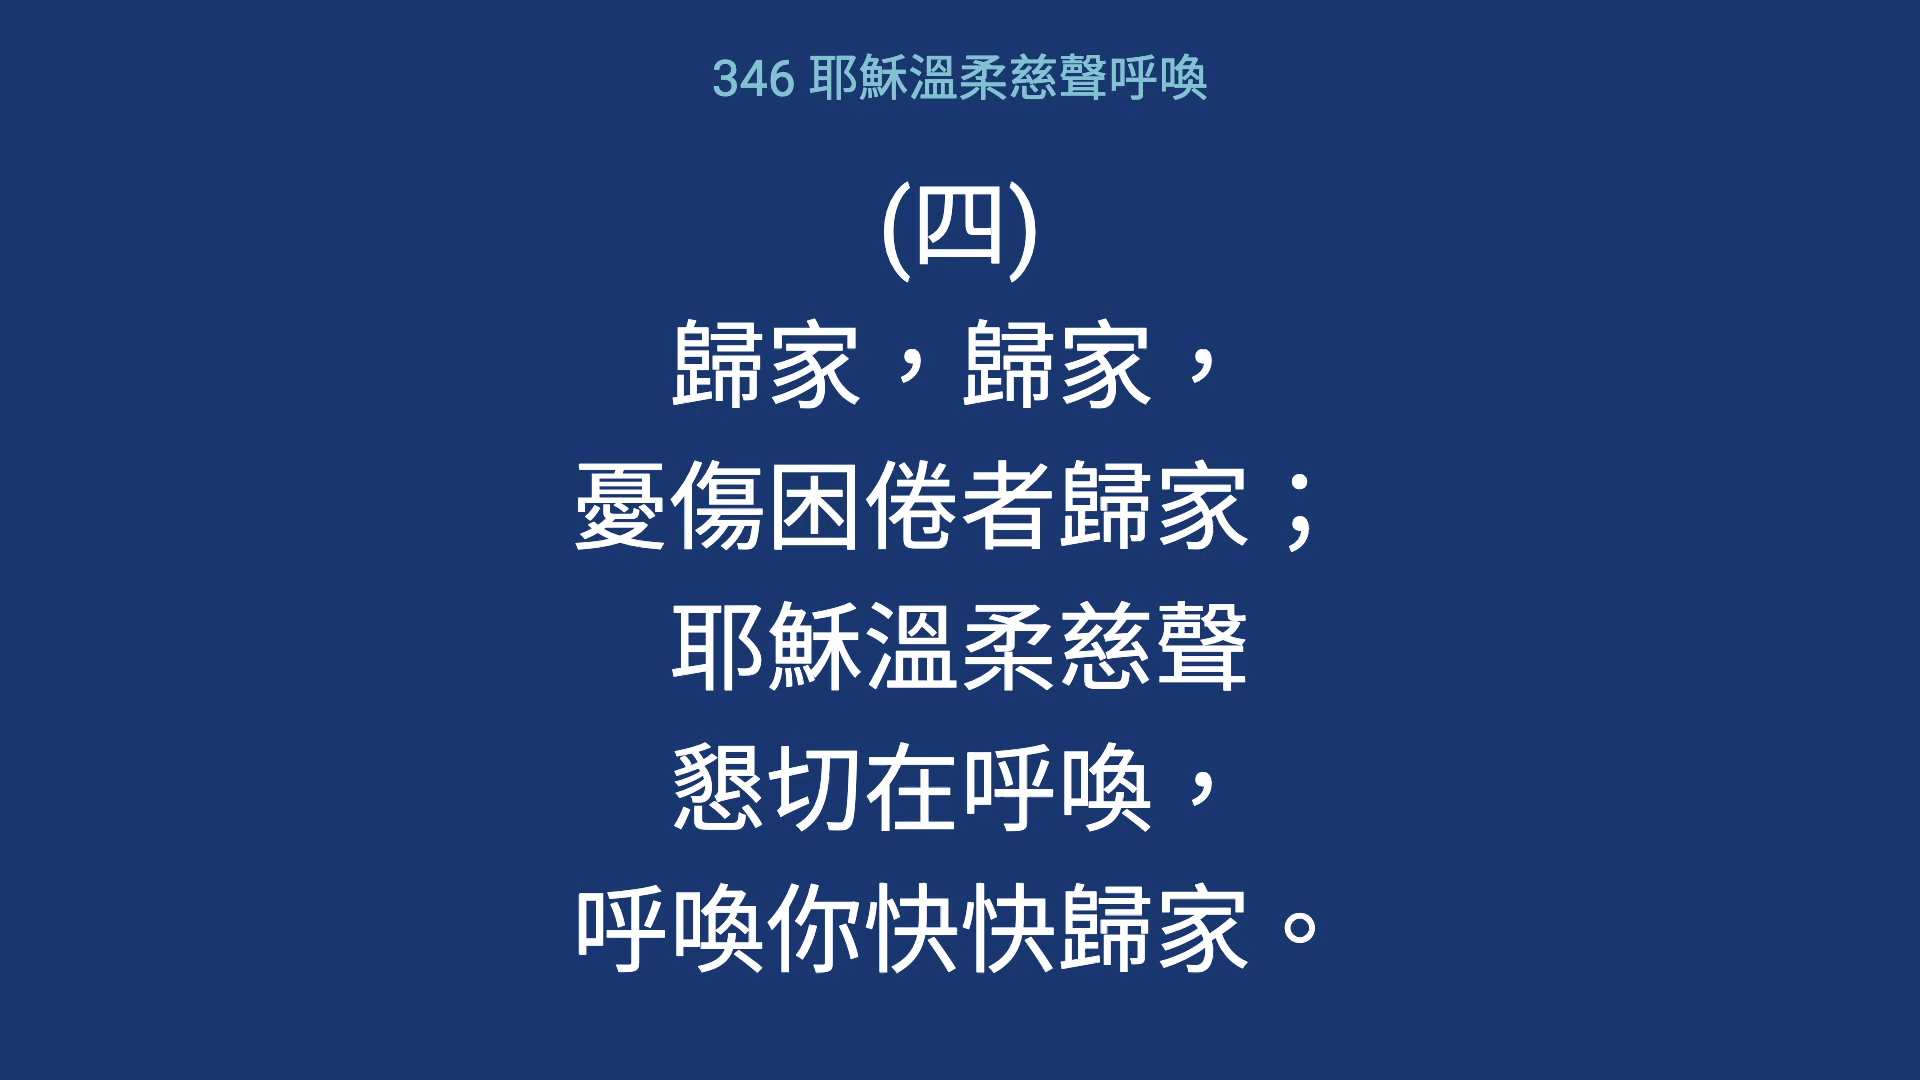 346 耶穌溫柔慈聲呼喚
(四)
歸家，歸家，
憂傷困倦者歸家；
耶穌溫柔慈聲
懇切在呼喚，
呼喚你快快歸家。